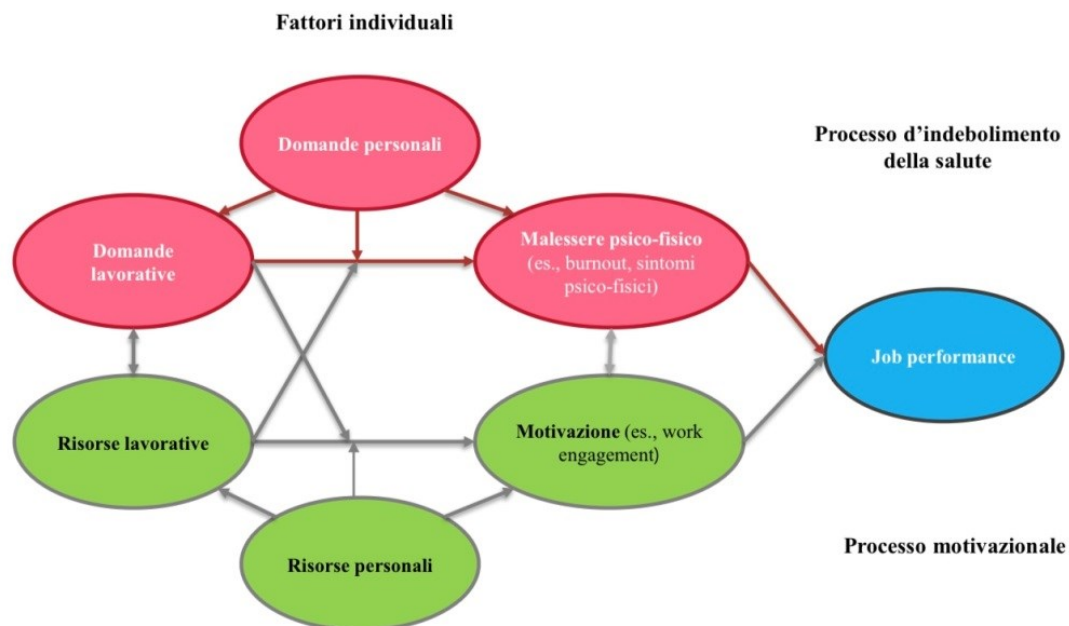 Fattori individuali
Domande personali
Processo d'indebolimento
della salute
Domande
lavorative
Malessere psico-fisico
(es., burnout, sintomi
psico-fisici)
Job performance
Risorse lavorative
Motivazione (es., work
engagement)
Risorse personali
Processo motivazionale